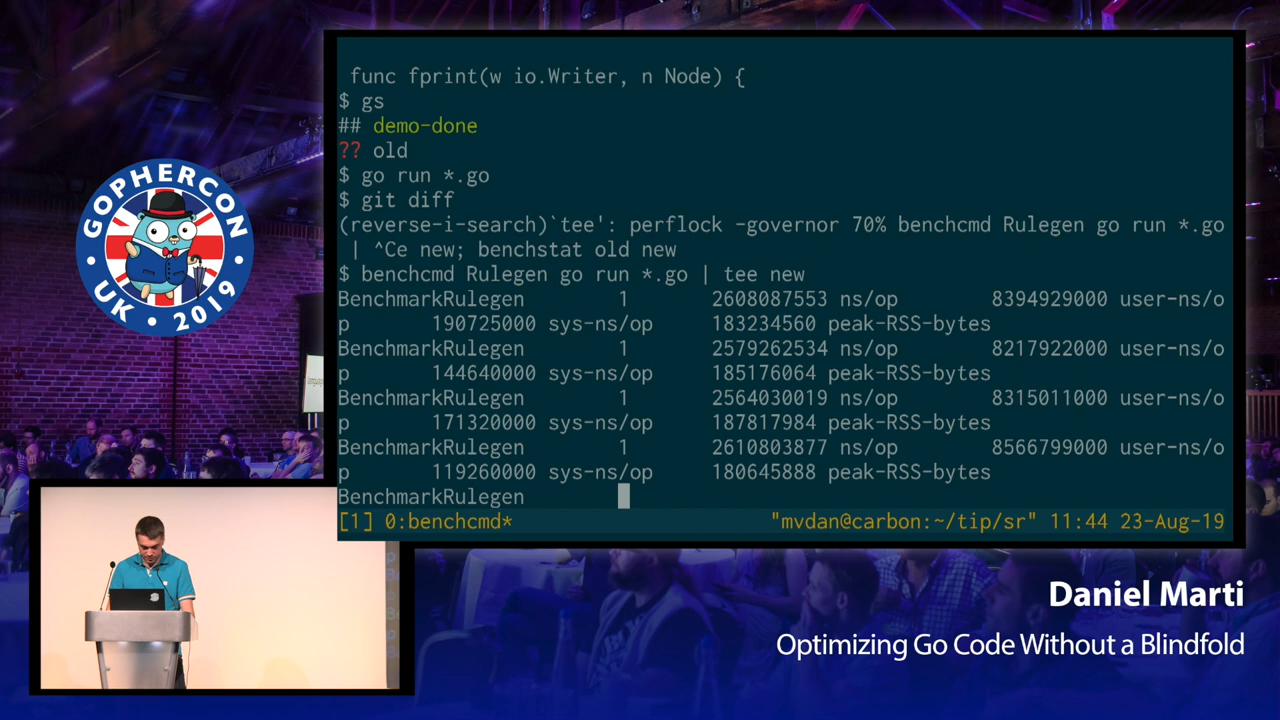 GOPHERCON
UK • 2019
func fprint(w io.Writer, n Node) {
$ gs
## demo-done
?? old
$ go run *.go
$ git diff
(reverse-i-search)`tee': perflock -governor 70% benchcmd Rulegen go run *.go
| ^Ce new; benchstat old new
$ benchcmd Rulegen go run *.go | tee new
BenchmarkRulegen 1 2608087553 ns/op 8394929000 user-ns/o
p 190725000 sys-ns/op 183234560 peak-RSS-bytes
BenchmarkRulegen 1 2579262534 ns/op 8217922000 user-ns/o
p 144640000 sys-ns/op 185176064 peak-RSS-bytes
BenchmarkRulegen 1 2564030019 ns/op 8315011000 user-ns/o
p 171320000 sys-ns/op 187817984 peak-RSS-bytes
BenchmarkRulegen 1 2610803877 ns/op 8566799000 user-ns/o
p 119260000 sys-ns/op 180645888 peak-RSS-bytes
BenchmarkRulegen
[1] 0:benchcmd* "mvdan@carbon:~/tip/sr" 11:44 23-Aug-19
Daniel Marti
Optimizing Go Code Without a Blindfold